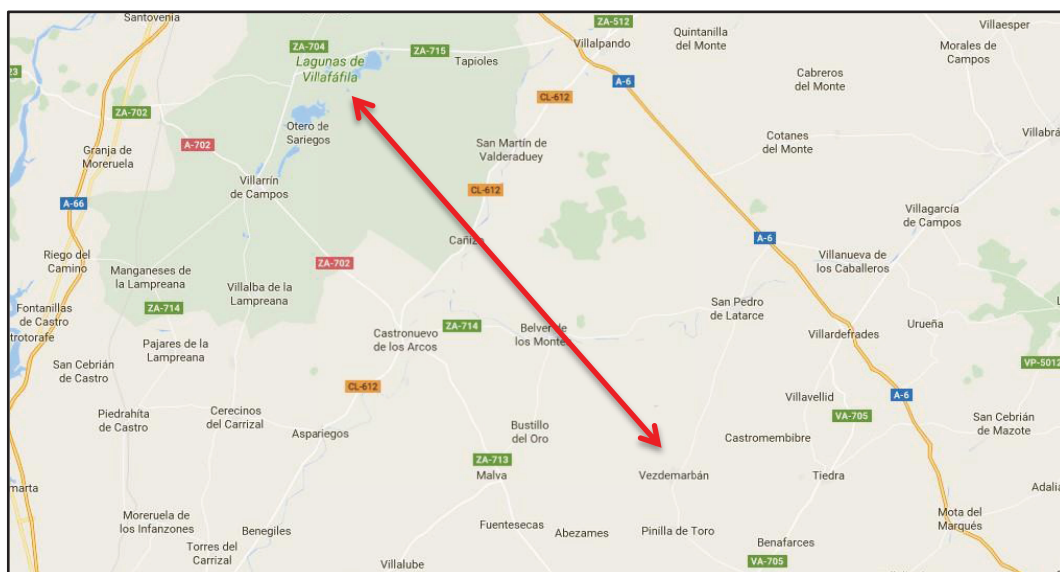 Santovenia
ZA-704
ZA-512
Villalpando
Quintanilla
del Monte
Villaesper
Lagunas de
Villafáfila
ZA-715
Tapioles
Morales de
Campos
23
A-6
Cabreros
del Monte
CL-612
ZA-702
Otero de
Sariegos
Cotanes
del Monte
Villabrá
A-702
Granja de
Moreruela
San Martín de
Valderaduey
Villarrín
de Campos
CL-612
A-66
Villagarcía
de Campos
Cañizo
A-6
Riego del
Camino
ZA-702
Villanueva de
los Caballeros
Manganeses de
la Lampreana
Villalba de la
Lampreana
San Pedro
de Latarce
Fontanillas
de Castro
ZA-714
L
ZA-714
Belver de
los Monte
Urueña
trotorafe
Castronuevo
de los Arcos
Villardefrades
Pajares de la
Lampreana
San Cebrián
de Castro
VP-5012
CL-612
A-6
Villavellid
Piedrahíta
de Castro
Cerecinos
del Carrizal
VA-705
San Cebrián
de Mazote
Bustillo
del Oro
Aspariegos
Castromembibre
ZA-713
Malva
Vezdemarbán
Tiedra
marta
Adalia
Moreruela de
los Infanzones
Mota del
Marqués
Fuentesecas
Benegiles
Abezames
Pinilla de Toro
Benafarces
Torres del
Carrizal
Villalube
VA-705